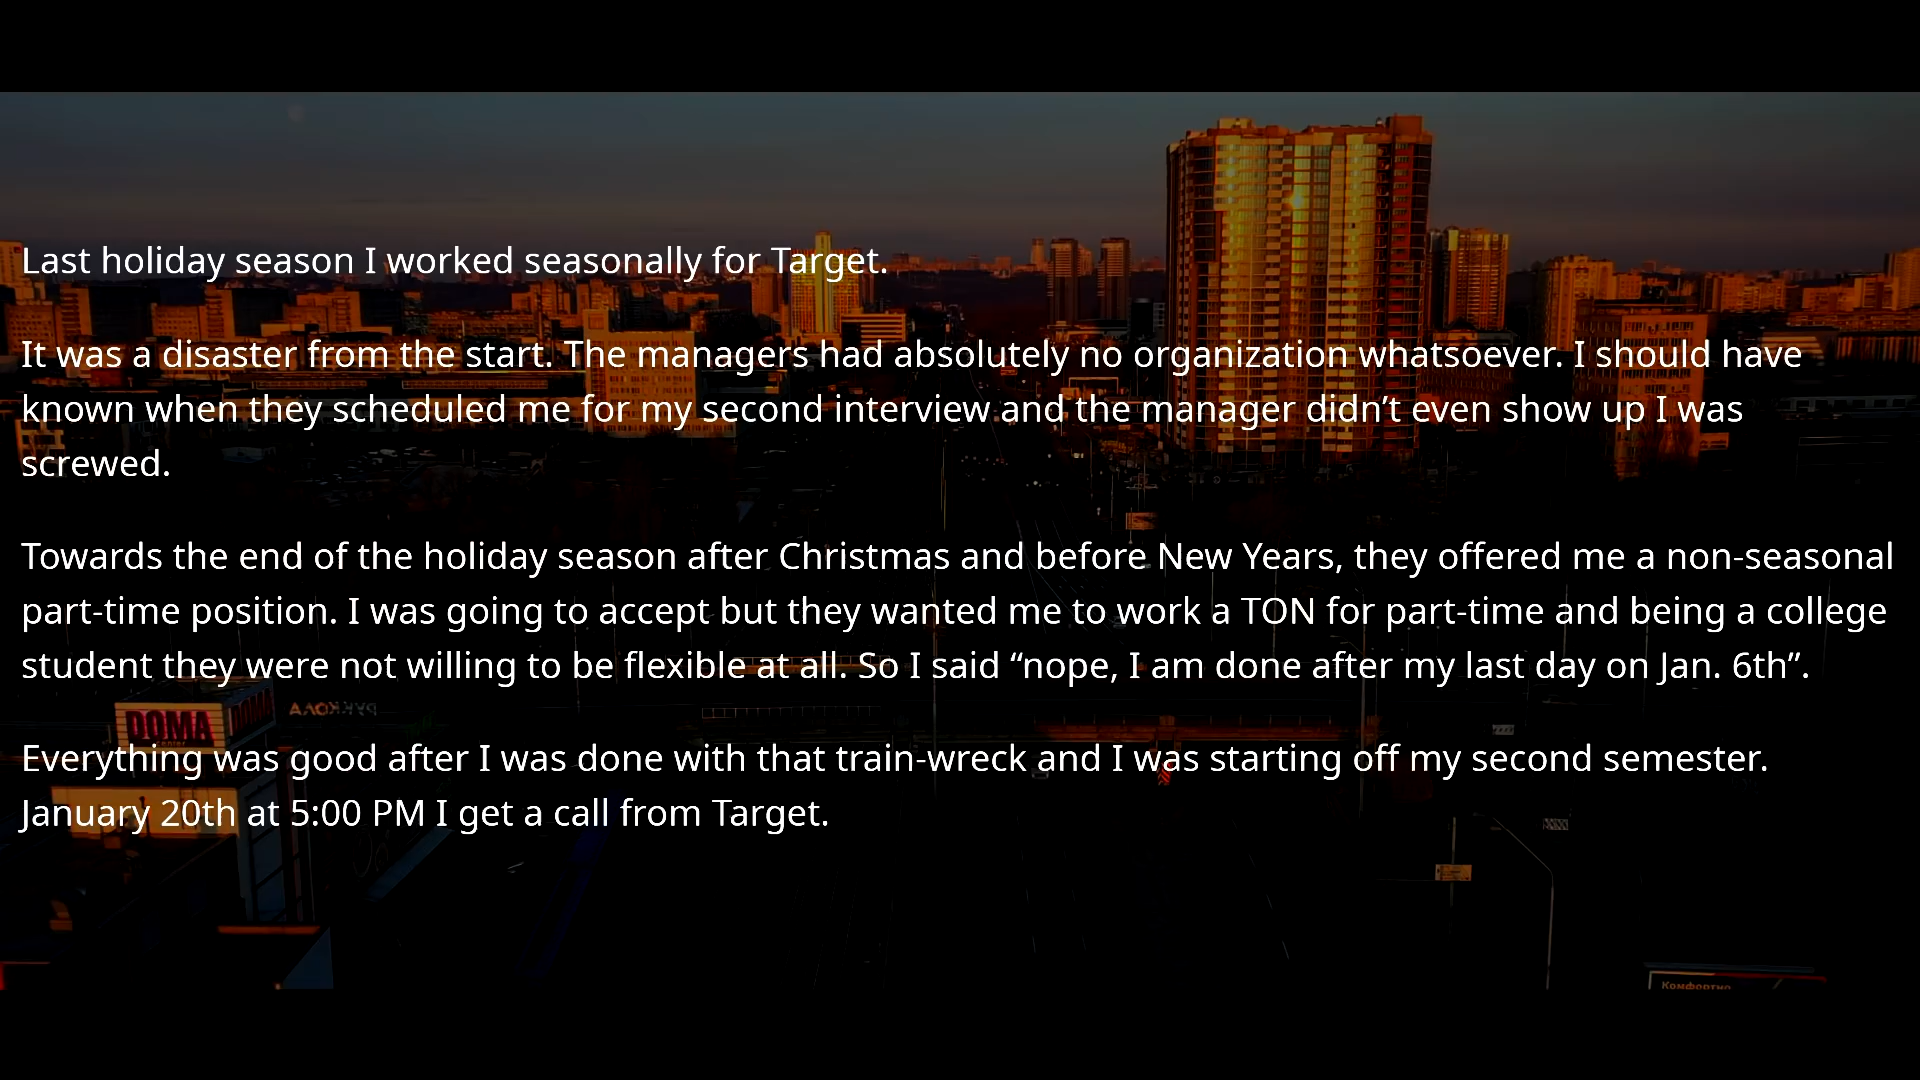 Last holiday season I worked seasonally for Target.
It was a disaster from the start. The managers had absolutely no organization whatsoever. I should have
known when they scheduled me for my second interview and the manager didn’t even show up I was
screwed.
Towards the end of the holiday season after Christmas and before New Years, they offered me a non-seasonal
part-time position. I was going to accept but they wanted me to work a TON for part-time and being a college
student they were not willing to be flexible at all. So I said “nope, I am done after my last day on Jan. 6th”.
DOMA
center
Everything was good after I was done with that train-wreck and I was starting off my second semester.
January 20th at 5:00 PM I get a call from Target.
Комфортно